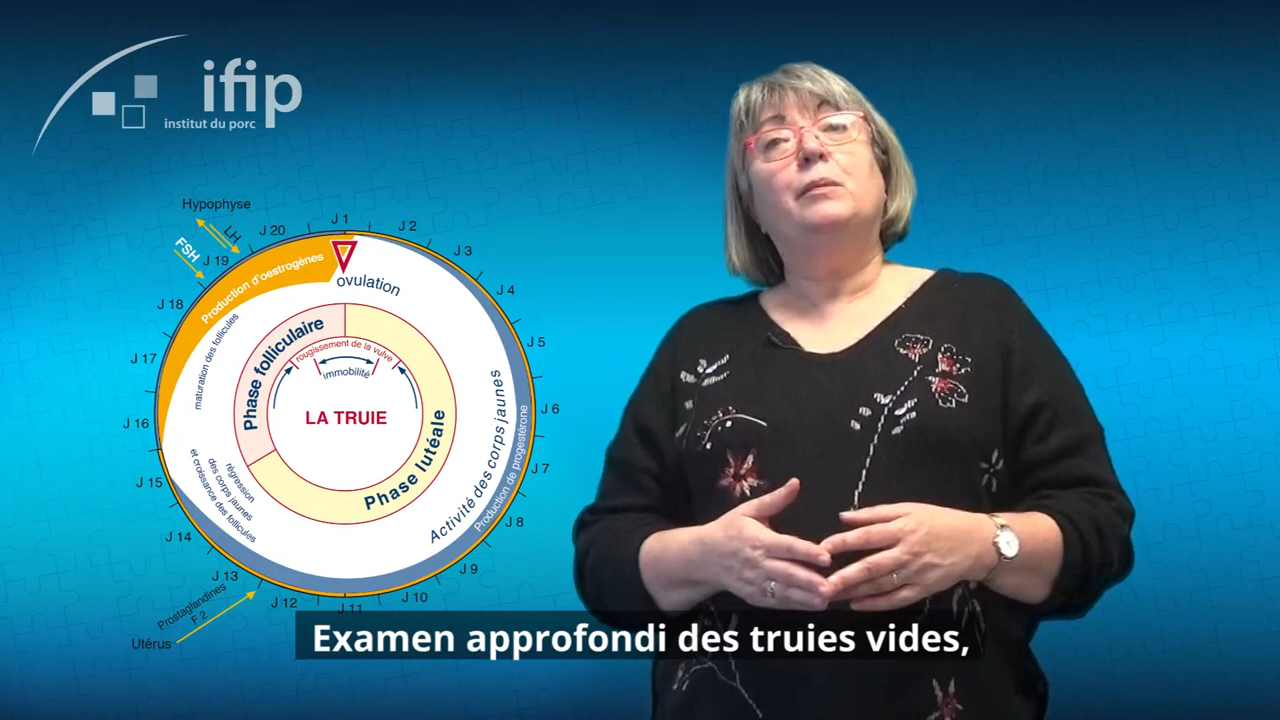 ifip
institut du porc
Hypophyse
LH
FSH
J 1
J 2
J 3
J 4
J 5
J 6
J 7
J 8
J 9
J 10
J 11
J 12
J 13
J 14
J 15
J 16
J 17
J 18
J 19
J 20
Production d'oestrogènes
ovulation
maturation des follicules
Phase folliculaire
rougissement de la vulve
immobilité
LA TRUIE
Phase lutéale
Activité des corps jaunes
Production de progestérone
régression
des corps jaunes
et croissance des follicules
Prostaglandines
F 2
Utérus
Examen approfondi des truies vides,